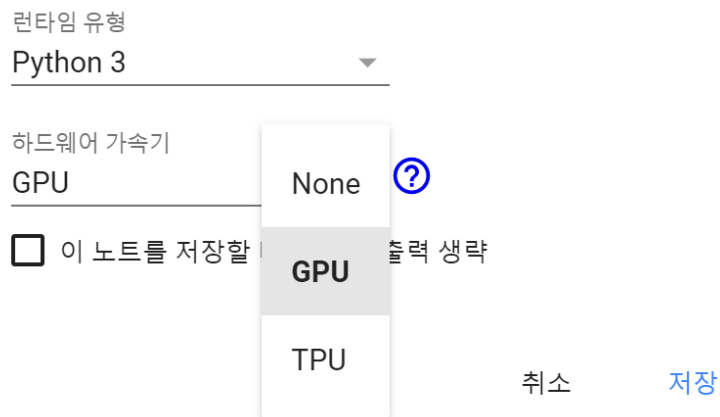 런타임 유형
Python 3
하드웨어 가속기
GPU
None
?
이 노트를 저장할 출력 생략
GPU
TPU
취소 저장